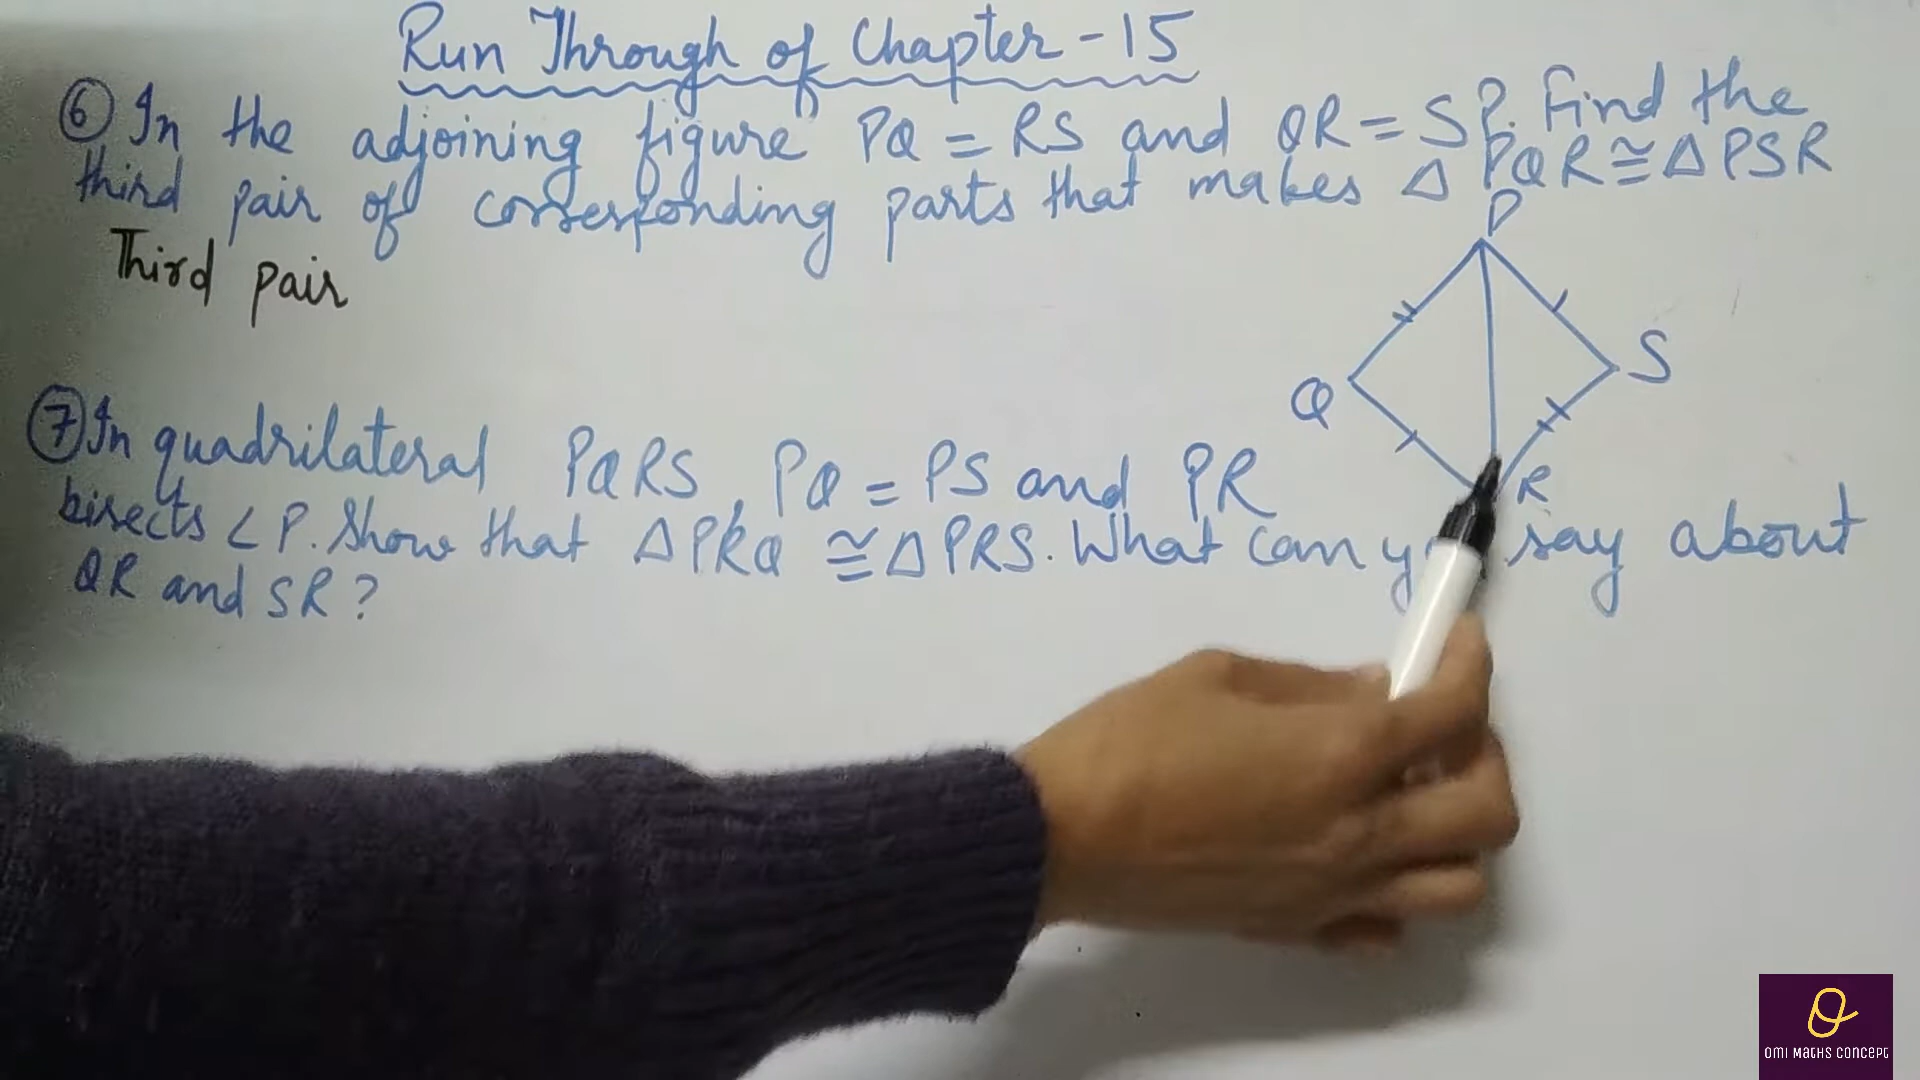 Run Through of Chapter-15
6 In the adjoining figure PQ = RS and QR = SP. Find the
third pair of corresponding parts that makes Δ PQR ≅ Δ PSR
Third pair
P
Q
S
R
7 In quadrilateral PQRS, PQ = PS and PR
bisects ∠P. Show that Δ PRQ ≅ Δ PRS. What can say about
QR and SR?
OMI MATHS CONCEPT